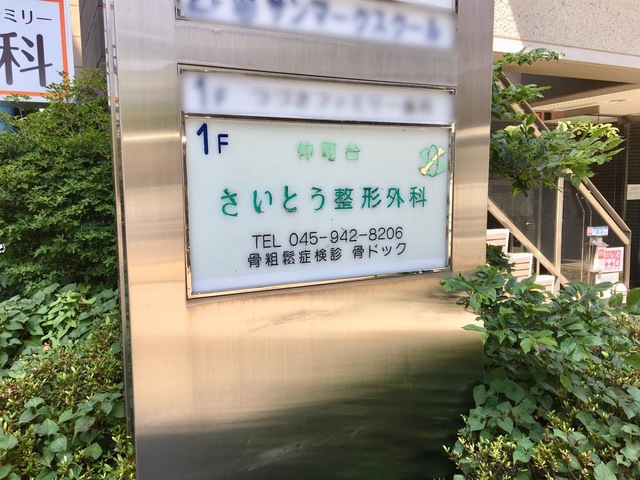 ミリー
科
1F
仲町台
さいとう整形外科
TEL 045-942-8206
骨粗鬆症検診 骨ドック